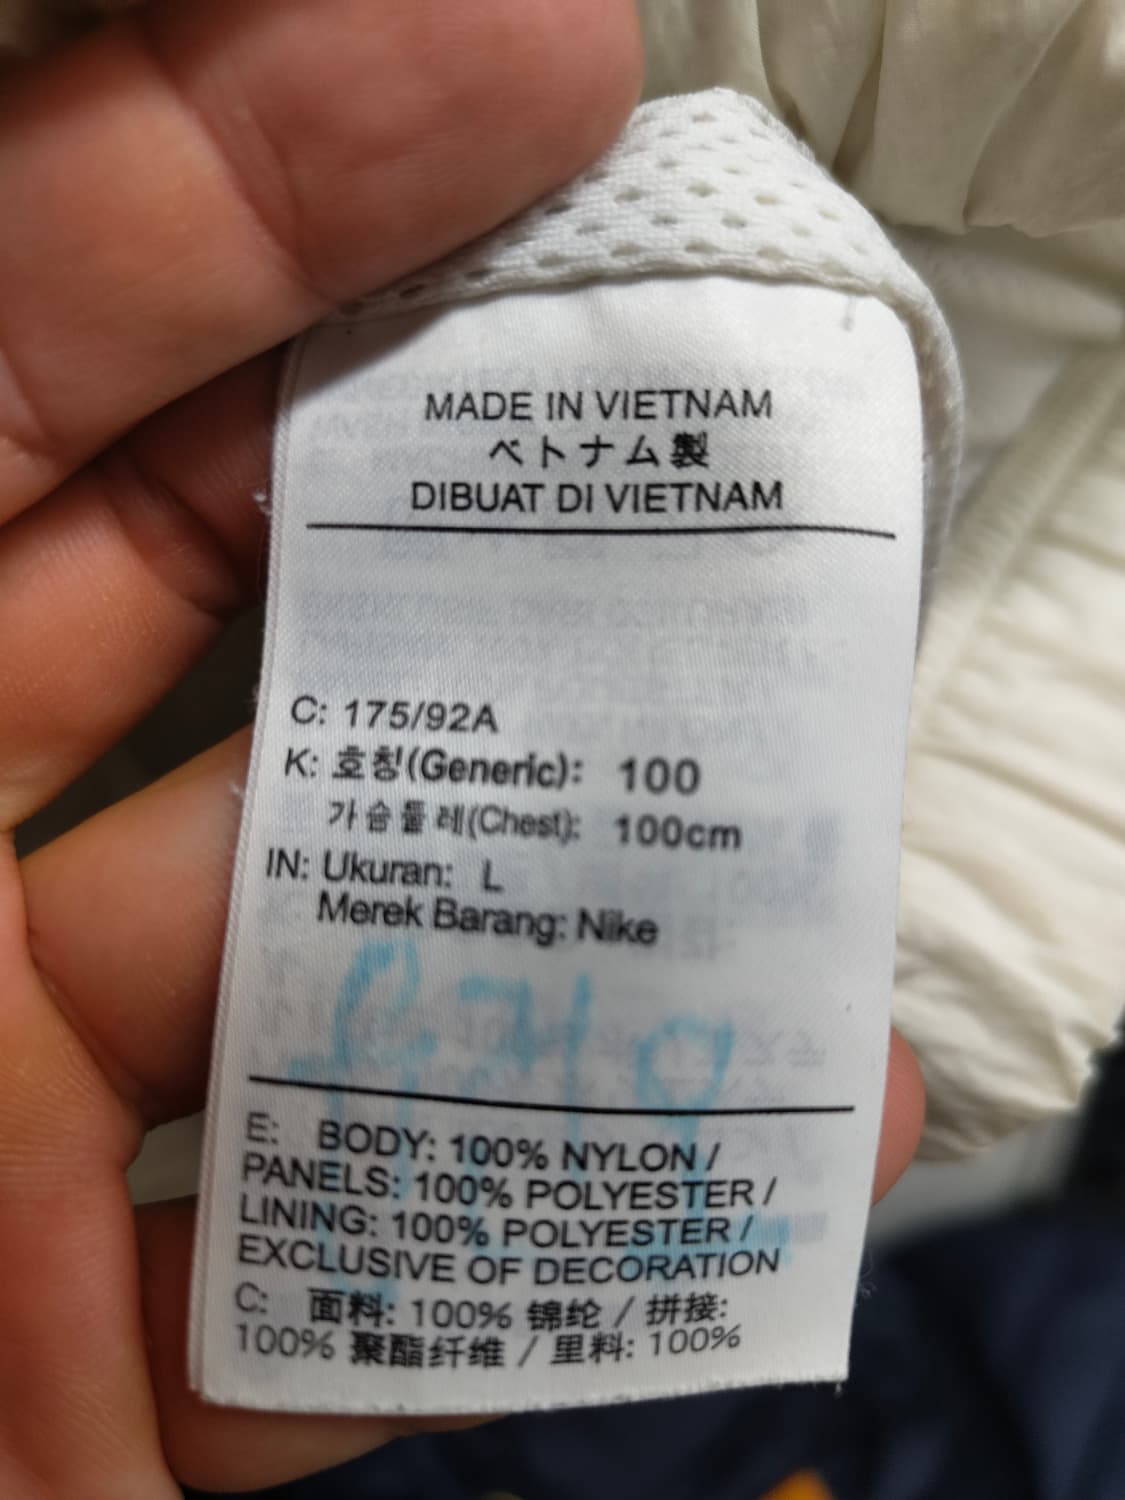 MADE IN VIETNAM
ベトナム製
DIBUAT DI VIETNAM
C: 175/92A
K: 호칭(Generic): 100
가슴둘레(Chest): 100cm
IN: Ukuran: L
Merek Barang: Nike
E: BODY: 100% NYLON /
PANELS: 100% POLYESTER /
LINING: 100% POLYESTER /
EXCLUSIVE OF DECORATION
C: 面料: 100% 锦纶 / 拼接:
100% 聚酯纤维 / 里料: 100%